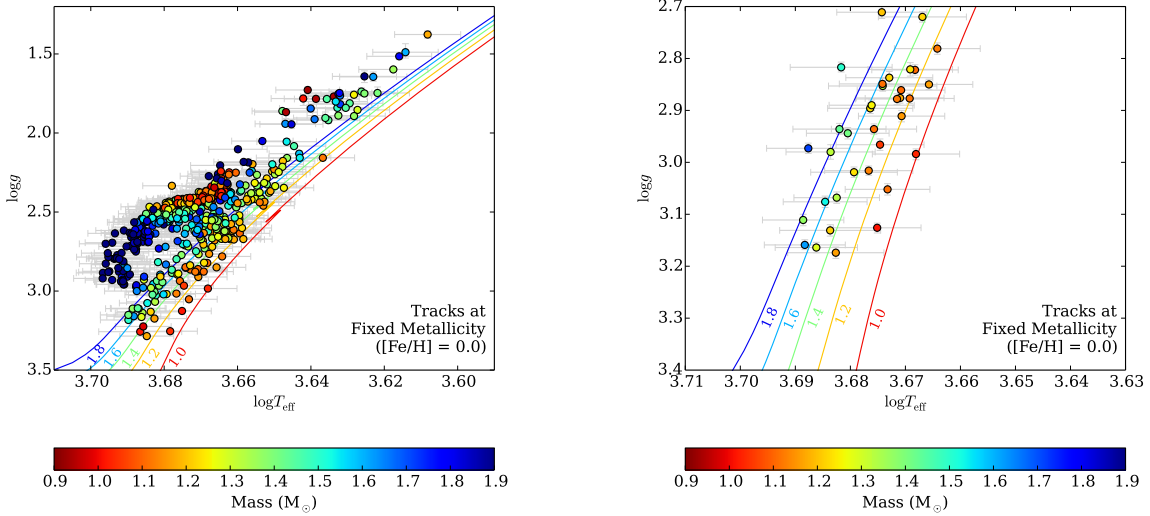 1.5
2.0
2.5
3.0
3.5
logg
1.8
1.6
1.4
1.2
1.0
Tracks at
Fixed Metallicity
([Fe/H] = 0.0)
3.70 3.68 3.66 3.64 3.62 3.60
logTeff
0.9 1.0 1.1 1.2 1.3 1.4 1.5 1.6 1.7 1.8 1.9
Mass (M☉)
2.7
2.8
2.9
3.0
3.1
3.2
3.3
3.4
logg
1.8
1.6
1.4
1.2
1.0
Tracks at
Fixed Metallicity
([Fe/H] = 0.0)
3.71 3.70 3.69 3.68 3.67 3.66 3.65 3.64 3.63
logTeff
0.9 1.0 1.1 1.2 1.3 1.4 1.5 1.6 1.7 1.8 1.9
Mass (M☉)